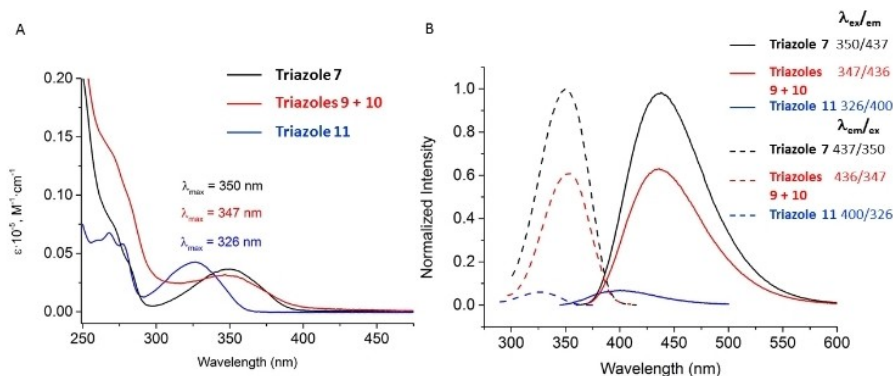 A
Triazole 7
Triazoles 9 + 10
Triazole 11
λmax = 350 nm
λmax = 347 nm
λmax = 326 nm
0.20
0.15
0.10
0.05
0.00
ε·10⁻⁵, M⁻¹·cm⁻¹
250 300 350 400 450
Wavelength (nm)
B
λex/em
Triazole 7 350/437
Triazoles 347/436
9 + 10
Triazole 11 326/400
λem/ex
Triazole 7 437/350
Triazoles 436/347
9 + 10
Triazole 11 400/326
1.0
0.8
0.6
0.4
0.2
0.0
Normalized Intensity
300 350 400 450 500 550 600
Wavelength (nm)